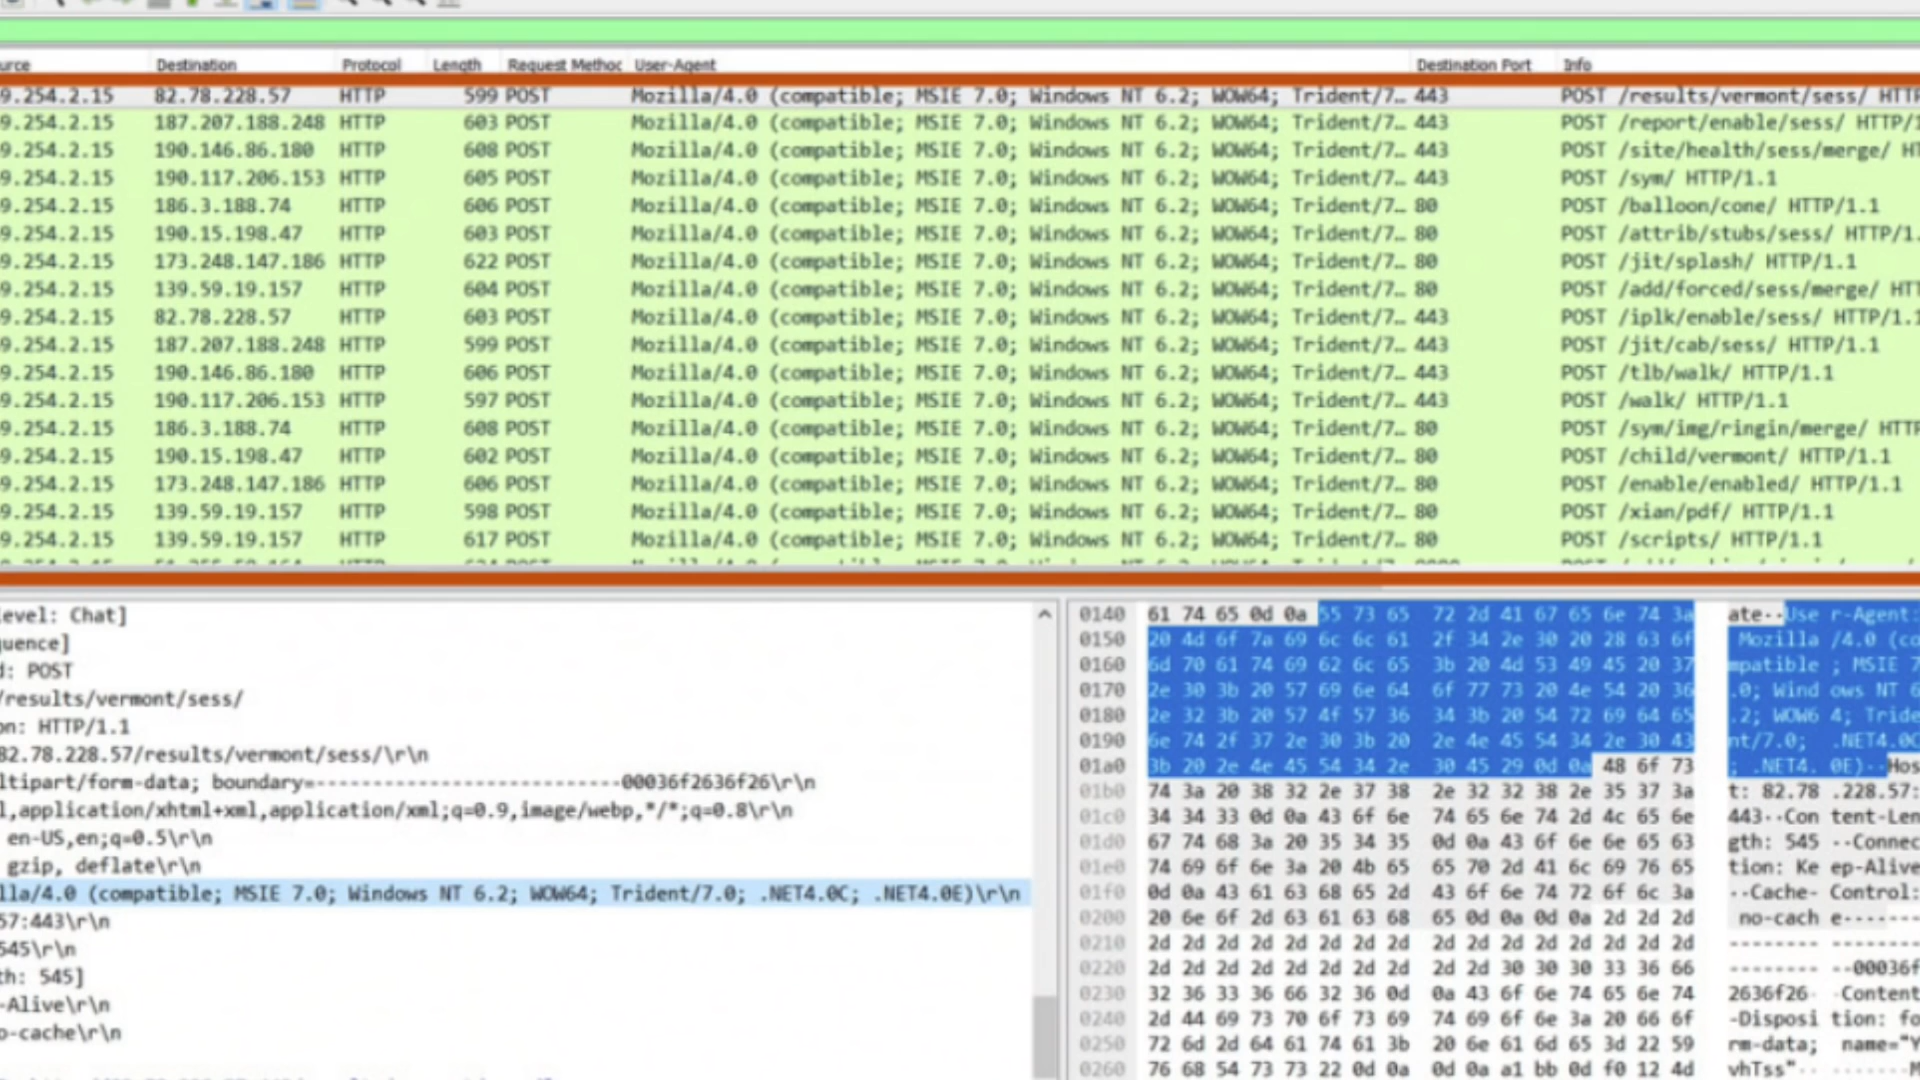 urce Destination Protocol Length Request Methoc User-Agent Destination Port Info
9.254.2.15 82.78.228.57 HTTP 599 POST Mozilla/4.0 (compatible; MSIE 7.0; Windows NT 6.2; WOW64; Trident/7… 443 POST /results/vermont/sess/ HTTP
9.254.2.15 187.207.188.248 HTTP 603 POST Mozilla/4.0 (compatible; MSIE 7.0; Windows NT 6.2; WOW64; Trident/7… 443 POST /report/enable/sess/ HTTP/1
9.254.2.15 190.146.86.180 HTTP 608 POST Mozilla/4.0 (compatible; MSIE 7.0; Windows NT 6.2; WOW64; Trident/7… 443 POST /site/health/sess/merge/ HT
9.254.2.15 190.117.206.153 HTTP 605 POST Mozilla/4.0 (compatible; MSIE 7.0; Windows NT 6.2; WOW64; Trident/7… 443 POST /sym/ HTTP/1.1
9.254.2.15 186.3.188.74 HTTP 606 POST Mozilla/4.0 (compatible; MSIE 7.0; Windows NT 6.2; WOW64; Trident/7… 80 POST /balloon/cone/ HTTP/1.1
9.254.2.15 190.15.198.47 HTTP 603 POST Mozilla/4.0 (compatible; MSIE 7.0; Windows NT 6.2; WOW64; Trident/7… 80 POST /attrib/stubs/sess/ HTTP/1.
9.254.2.15 173.248.147.186 HTTP 622 POST Mozilla/4.0 (compatible; MSIE 7.0; Windows NT 6.2; WOW64; Trident/7… 80 POST /jit/splash/ HTTP/1.1
9.254.2.15 139.59.19.157 HTTP 604 POST Mozilla/4.0 (compatible; MSIE 7.0; Windows NT 6.2; WOW64; Trident/7… 80 POST /add/forced/sess/merge/ HTT
9.254.2.15 82.78.228.57 HTTP 603 POST Mozilla/4.0 (compatible; MSIE 7.0; Windows NT 6.2; WOW64; Trident/7… 443 POST /iplk/enable/sess/ HTTP/1.1
9.254.2.15 187.207.188.248 HTTP 599 POST Mozilla/4.0 (compatible; MSIE 7.0; Windows NT 6.2; WOW64; Trident/7… 443 POST /jit/cab/sess/ HTTP/1.1
9.254.2.15 190.146.86.180 HTTP 606 POST Mozilla/4.0 (compatible; MSIE 7.0; Windows NT 6.2; WOW64; Trident/7… 443 POST /tlb/walk/ HTTP/1.1
9.254.2.15 190.117.206.153 HTTP 597 POST Mozilla/4.0 (compatible; MSIE 7.0; Windows NT 6.2; WOW64; Trident/7… 443 POST /walk/ HTTP/1.1
9.254.2.15 186.3.188.74 HTTP 608 POST Mozilla/4.0 (compatible; MSIE 7.0; Windows NT 6.2; WOW64; Trident/7… 80 POST /sym/img/ringin/merge/ HTTP
9.254.2.15 190.15.198.47 HTTP 602 POST Mozilla/4.0 (compatible; MSIE 7.0; Windows NT 6.2; WOW64; Trident/7… 80 POST /child/vermont/ HTTP/1.1
9.254.2.15 173.248.147.186 HTTP 606 POST Mozilla/4.0 (compatible; MSIE 7.0; Windows NT 6.2; WOW64; Trident/7… 80 POST /enable/enabled/ HTTP/1.1
9.254.2.15 139.59.19.157 HTTP 598 POST Mozilla/4.0 (compatible; MSIE 7.0; Windows NT 6.2; WOW64; Trident/7… 80 POST /xian/pdf/ HTTP/1.1
9.254.2.15 139.59.19.157 HTTP 617 POST Mozilla/4.0 (compatible; MSIE 7.0; Windows NT 6.2; WOW64; Trident/7… 80 POST /scripts/ HTTP/1.1
level: Chat]
quence]
d: POST
/results/vermont/sess/
on: HTTP/1.1
82.78.228.57/results/vermont/sess/\r\n
ltipart/form-data; boundary=---------------------------00036f2636f26\r\n
l,application/xhtml+xml,application/xml;q=0.9,image/webp,*/*;q=0.8\r\n
en-US,en;q=0.5\r\n
gzip, deflate\r\n
lla/4.0 (compatible; MSIE 7.0; Windows NT 6.2; WOW64; Trident/7.0; .NET4.0C; .NET4.0E)\r\n
57:443\r\n
545\r\n
th: 545]
-Alive\r\n
o-cache\r\n
0140 61 74 65 0d 0a 55 73 65 72 2d 41 67 65 6e 74 3a ate··Use r-Agent:
0150 20 4d 6f 7a 69 6c 6c 61 2f 34 2e 30 20 28 63 6f Mozilla /4.0 (co
0160 6d 70 61 74 69 62 6c 65 3b 20 4d 53 49 45 20 37 mpatible ; MSIE 7
0170 2e 30 3b 20 57 69 6e 64 6f 77 73 20 4e 54 20 36 .0; Wind ows NT 6
0180 2e 32 3b 20 57 4f 57 36 34 3b 20 54 72 69 64 65 .2; WOW6 4; Tride
0190 6e 74 2f 37 2e 30 3b 20 2e 4e 45 54 34 2e 30 43 nt/7.0; .NET4.0C
01a0 3b 20 2e 4e 45 54 34 2e 30 45 29 0d 0a 48 6f 73 ; .NET4. 0E)··Hos
01b0 74 3a 20 38 32 2e 37 38 2e 32 32 38 2e 35 37 3a t: 82.78 .228.57:
01c0 34 34 33 0d 0a 43 6f 6e 74 65 6e 74 2d 4c 65 6e 443··Con tent-Len
01d0 67 74 68 3a 20 35 34 35 0d 0a 43 6f 6e 6e 65 63 gth: 545 ··Connec
01e0 74 69 6f 6e 3a 20 4b 65 65 70 2d 41 6c 69 76 65 tion: Ke ep-Alive
01f0 0d 0a 43 61 63 68 65 2d 43 6f 6e 74 72 6f 6c 3a ··Cache- Control:
0200 20 6e 6f 2d 63 61 63 68 65 0d 0a 0d 0a 2d 2d 2d no-cach e····---
0210 2d 2d 2d 2d 2d 2d 2d 2d 2d 2d 2d 2d 2d 2d 2d 2d -------- --------
0220 2d 2d 2d 2d 2d 2d 2d 2d 2d 2d 30 30 30 33 36 66 -------- --00036f
0230 32 36 33 36 66 32 36 0d 0a 43 6f 6e 74 65 6e 74 2636f26· ·Content
0240 2d 44 69 73 70 6f 73 69 74 69 6f 6e 3a 20 66 6f -Disposi tion: fo
0250 72 6d 2d 64 61 74 61 3b 20 6e 61 6d 65 3d 22 59 rm-data; name="Y
0260 76 68 54 73 73 22 0d 0a 0d 0a a1 bb 0d f0 12 4d vhTss"·· ·······M